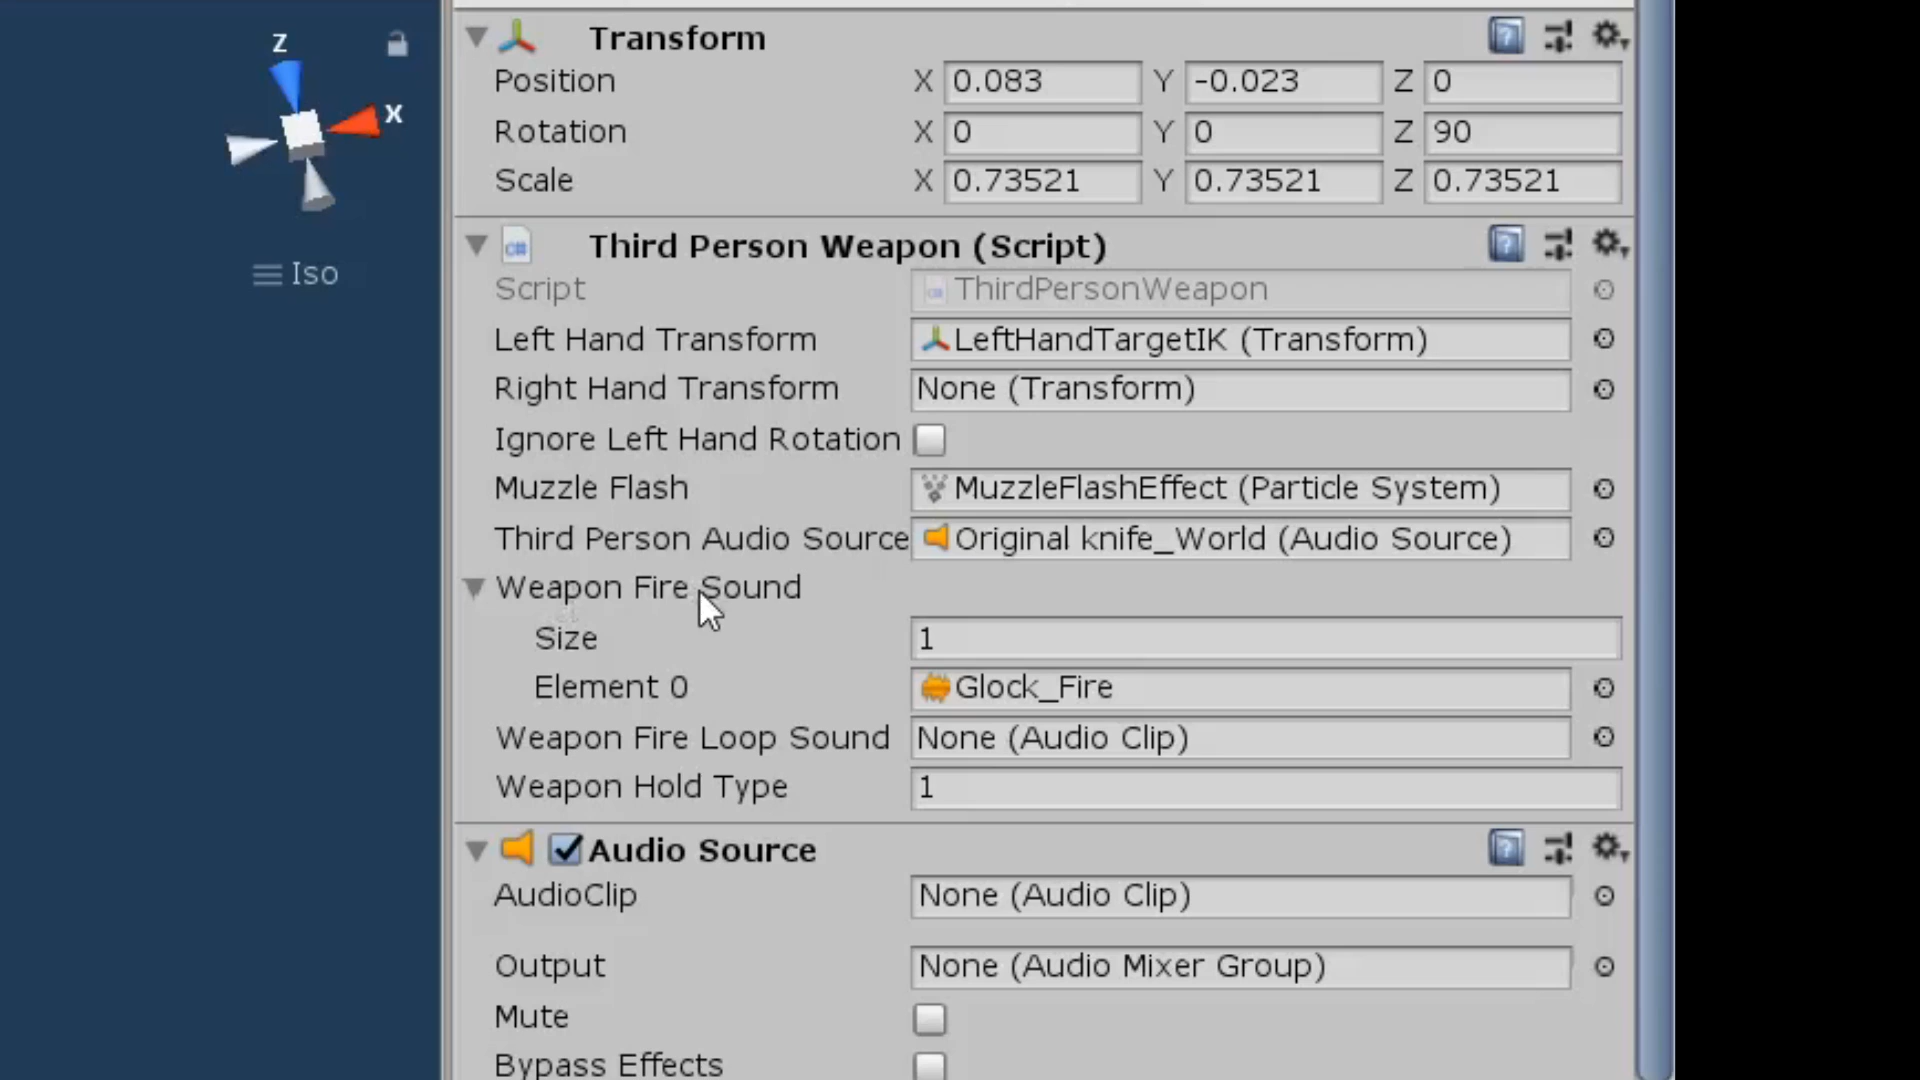 Z
X
Iso
Transform
Position X 0.083 Y -0.023 Z 0
Rotation X 0 Y 0 Z 90
Scale X 0.73521 Y 0.73521 Z 0.73521
Third Person Weapon (Script)
Script ThirdPersonWeapon
Left Hand Transform LeftHandTargetIK (Transform)
Right Hand Transform None (Transform)
Ignore Left Hand Rotation
Muzzle Flash MuzzleFlashEffect (Particle System)
Third Person Audio Source Original knife_World (Audio Source)
Weapon Fire Sound
Size 1
Element 0 Glock_Fire
Weapon Fire Loop Sound None (Audio Clip)
Weapon Hold Type 1
Audio Source
AudioClip None (Audio Clip)
Output None (Audio Mixer Group)
Mute
Bypass Effects